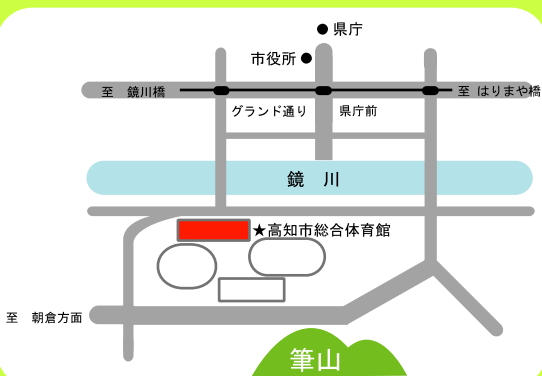 ●県庁
市役所●
至　鏡川橋
至 はりまや橋
グランド通り
県庁前
鏡　川
★高知市総合体育館
至　朝倉方面
筆山